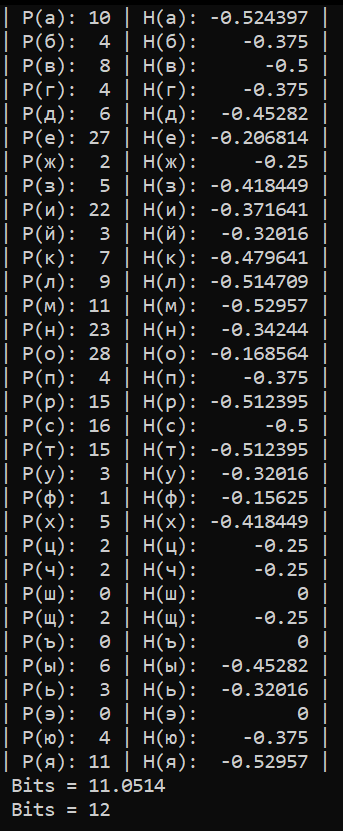 | P(а): 10 | H(а): -0.524397 |
| P(б):  4 | H(б):    -0.375 |
| P(в):  8 | H(в):      -0.5 |
| P(г):  4 | H(г):    -0.375 |
| P(д):  6 | H(д):  -0.45282 |
| P(е): 27 | H(е): -0.206814 |
| P(ж):  2 | H(ж):     -0.25 |
| P(з):  5 | H(з): -0.418449 |
| P(и): 22 | H(и): -0.371641 |
| P(й):  3 | H(й):  -0.32016 |
| P(к):  7 | H(к): -0.479641 |
| P(л):  9 | H(л): -0.514709 |
| P(м): 11 | H(м):  -0.52957 |
| P(н): 23 | H(н):  -0.34244 |
| P(о): 28 | H(о): -0.168564 |
| P(п):  4 | H(п):    -0.375 |
| P(р): 15 | H(р): -0.512395 |
| P(с): 16 | H(с):      -0.5 |
| P(т): 15 | H(т): -0.512395 |
| P(у):  3 | H(у):  -0.32016 |
| P(ф):  1 | H(ф):  -0.15625 |
| P(х):  5 | H(х): -0.418449 |
| P(ц):  2 | H(ц):     -0.25 |
| P(ч):  2 | H(ч):     -0.25 |
| P(ш):  0 | H(ш):         0 |
| P(щ):  2 | H(щ):     -0.25 |
| P(ъ):  0 | H(ъ):         0 |
| P(ы):  6 | H(ы):  -0.45282 |
| P(ь):  3 | H(ь):  -0.32016 |
| P(э):  0 | H(э):         0 |
| P(ю):  4 | H(ю):    -0.375 |
| P(я): 11 | H(я):  -0.52957 |
Bits = 11.0514
Bits = 12